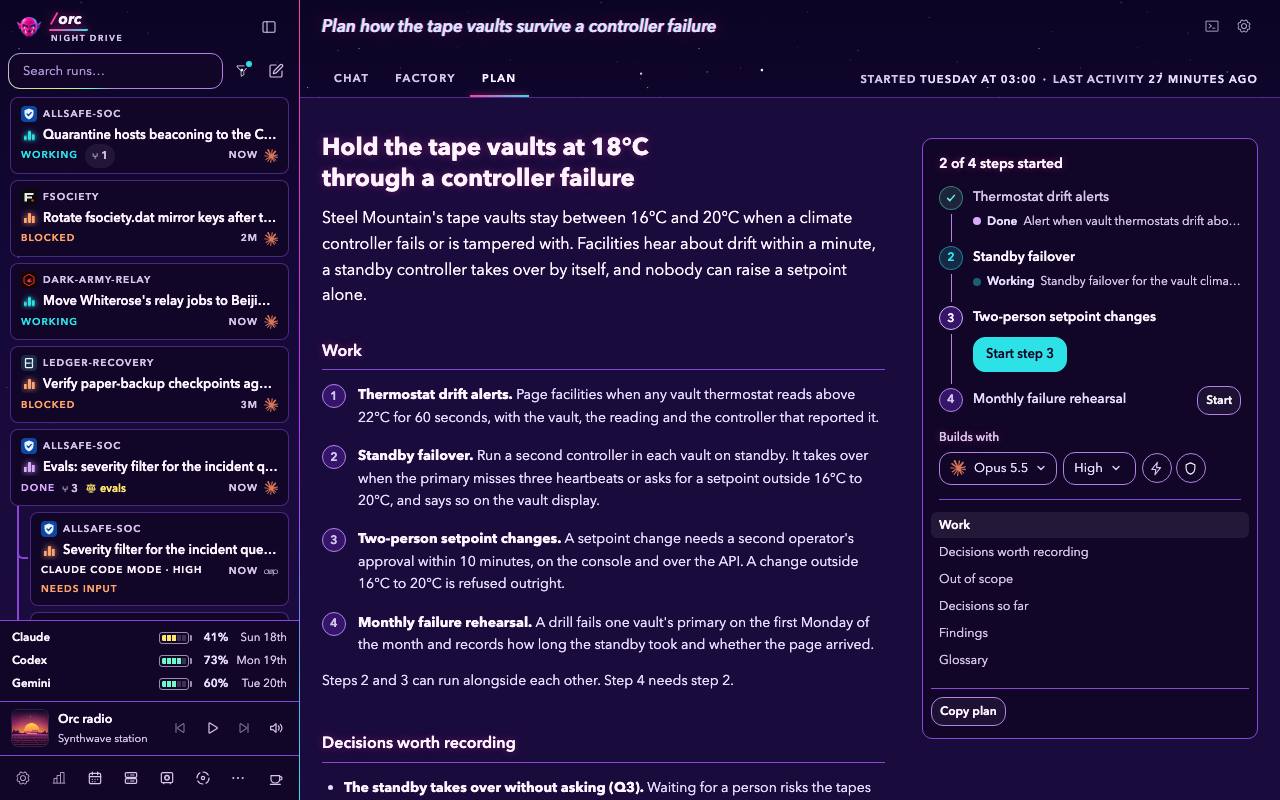 /orc
NIGHT DRIVE
Search runs...
ALLSAFE-SOC
Quarantine hosts beaconing to the C...
WORKING 1 NOW
FSOCIETY
Rotate fsociety.dat mirror keys after t...
BLOCKED 2M
DARK-ARMY-RELAY
Move Whiterose's relay jobs to Beiji...
WORKING NOW
LEDGER-RECOVERY
Verify paper-backup checkpoints ag...
BLOCKED 3M
ALLSAFE-SOC
Evals: severity filter for the incident q...
DONE 3 evals NOW
ALLSAFE-SOC
Severity filter for the incident que...
CLAUDE CODE MODE · HIGH NOW
NEEDS INPUT
Claude 41% Sun 18th
Codex 73% Mon 19th
Gemini 60% Tue 20th
Orc radio
Synthwave station
Plan how the tape vaults survive a controller failure
CHAT FACTORY PLAN
STARTED TUESDAY AT 03:00 · LAST ACTIVITY 27 MINUTES AGO
Hold the tape vaults at 18°C
through a controller failure
Steel Mountain's tape vaults stay between 16°C and 20°C when a climate
controller fails or is tampered with. Facilities hear about drift within a minute,
a standby controller takes over by itself, and nobody can raise a setpoint
alone.
Work
1 Thermostat drift alerts. Page facilities when any vault thermostat reads above
22°C for 60 seconds, with the vault, the reading and the controller that reported it.
2 Standby failover. Run a second controller in each vault on standby. It takes over
when the primary misses three heartbeats or asks for a setpoint outside 16°C to
20°C, and says so on the vault display.
3 Two-person setpoint changes. A setpoint change needs a second operator's
approval within 10 minutes, on the console and over the API. A change outside
16°C to 20°C is refused outright.
4 Monthly failure rehearsal. A drill fails one vault's primary on the first Monday of
the month and records how long the standby took and whether the page arrived.
Steps 2 and 3 can run alongside each other. Step 4 needs step 2.
Decisions worth recording
• The standby takes over without asking (Q3). Waiting for a person risks the tapes
2 of 4 steps started
Thermostat drift alerts
Done Alert when vault thermostats drift abo...
2 Standby failover
Working Standby failover for the vault clima...
3 Two-person setpoint changes
Start step 3
4 Monthly failure rehearsal Start
Builds with
Opus 5.5 High
Work
Decisions worth recording
Out of scope
Decisions so far
Findings
Glossary
Copy plan